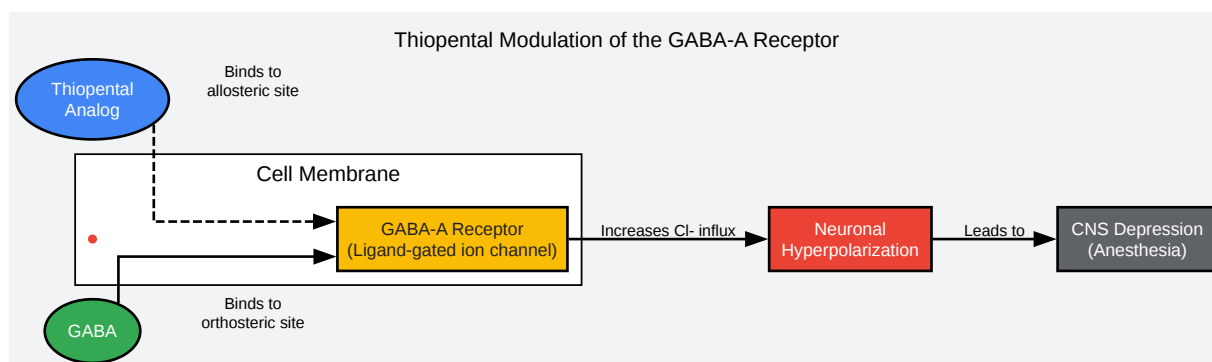 Thiopental Modulation of the GABA-A Receptor
Binds to
allosteric site
Thiopental
Analog
Cell Membrane
GABA-A Receptor
(Ligand-gated ion channel)
Increases Cl- influx
Neuronal
Hyperpolarization
Leads to
CNS Depression
(Anesthesia)
Binds to
orthosteric site
GABA